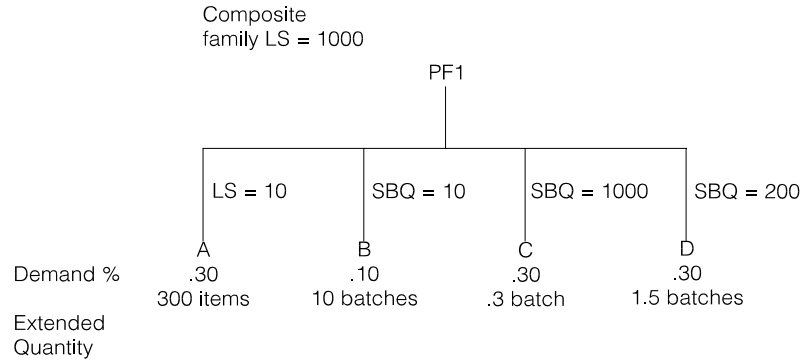 Composite
family LS = 1000
PF1
LS = 10 SBQ = 10 SBQ = 1000 SBQ = 200
A B C D
Demand % .30 .10 .30 .30
300 items 10 batches .3 batch 1.5 batches
Extended
Quantity